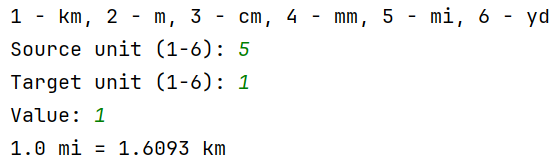 1 - km, 2 - m, 3 - cm, 4 - mm, 5 - mi, 6 - yd
Source unit (1-6): 5
Target unit (1-6): 1
Value: 1
1.0 mi = 1.6093 km